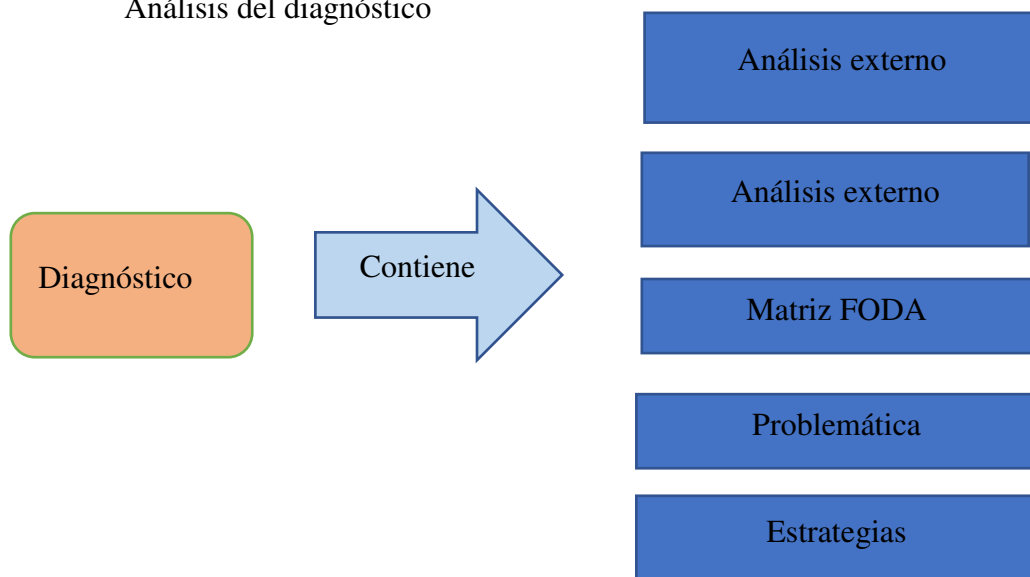 Análisis del diagnóstico
Diagnóstico
Contiene
Análisis externo
Análisis externo
Matriz FODA
Problemática
Estrategias